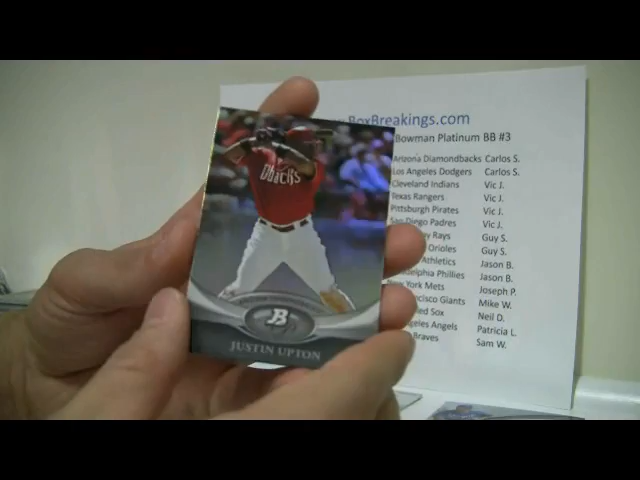 BoxBreakings.com
Bowman Platinum BB #3
Arizona Diamondbacks Carlos S.
Los Angeles Dodgers Carlos S.
Cleveland Indians Vic J.
Texas Rangers Vic J.
Pittsburgh Pirates Vic J.
San Diego Padres Vic J.
Rays Guy S.
Orioles Guy S.
Athletics Jason B.
Phillies Jason B.
York Mets Joseph P.
Giants Mike W.
Sox Neil D.
Angels Patricia L.
Braves Sam W.
Dbacks
B
JUSTIN UPTON